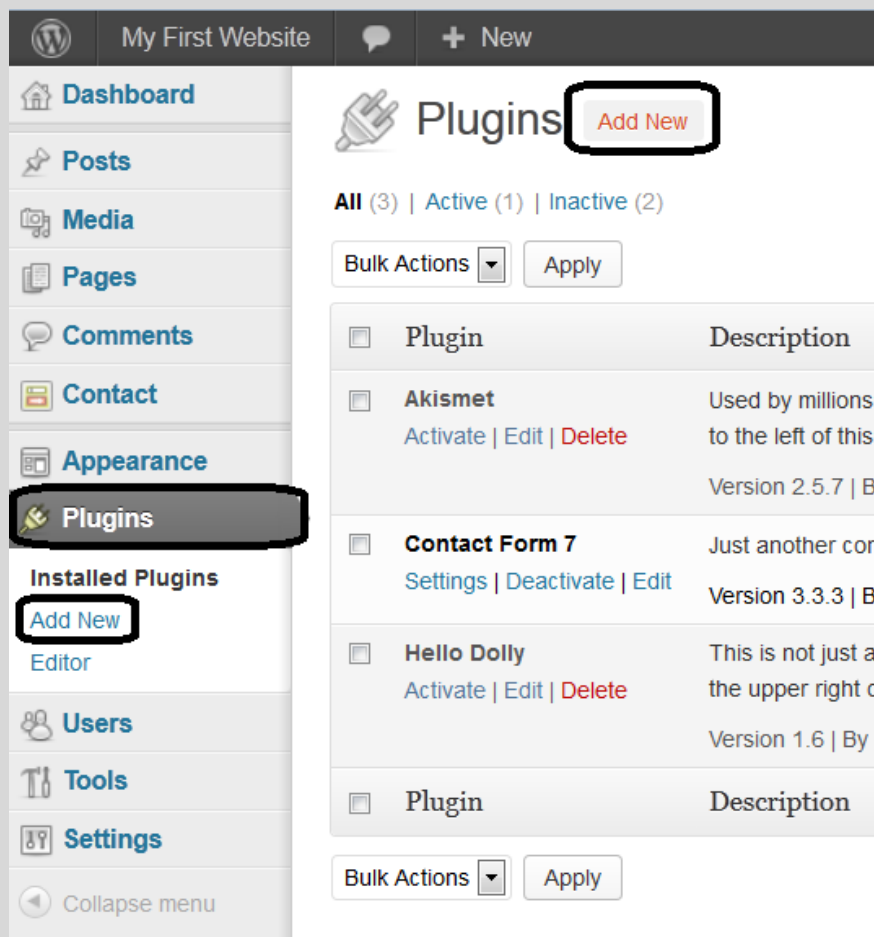 My First Website + New
Dashboard
Posts
Media
Pages
Comments
Contact
Appearance
Plugins
Installed Plugins
Add New
Editor
Users
Tools
Settings
Collapse menu
Plugins Add New
All (3) | Active (1) | Inactive (2)
Bulk Actions Apply
Plugin Description
Akismet Used by millions
Activate | Edit | Delete to the left of this
Version 2.5.7 | B
Contact Form 7 Just another con
Settings | Deactivate | Edit Version 3.3.3 | B
Hello Dolly This is not just a
Activate | Edit | Delete the upper right c
Version 1.6 | By
Plugin Description
Bulk Actions Apply